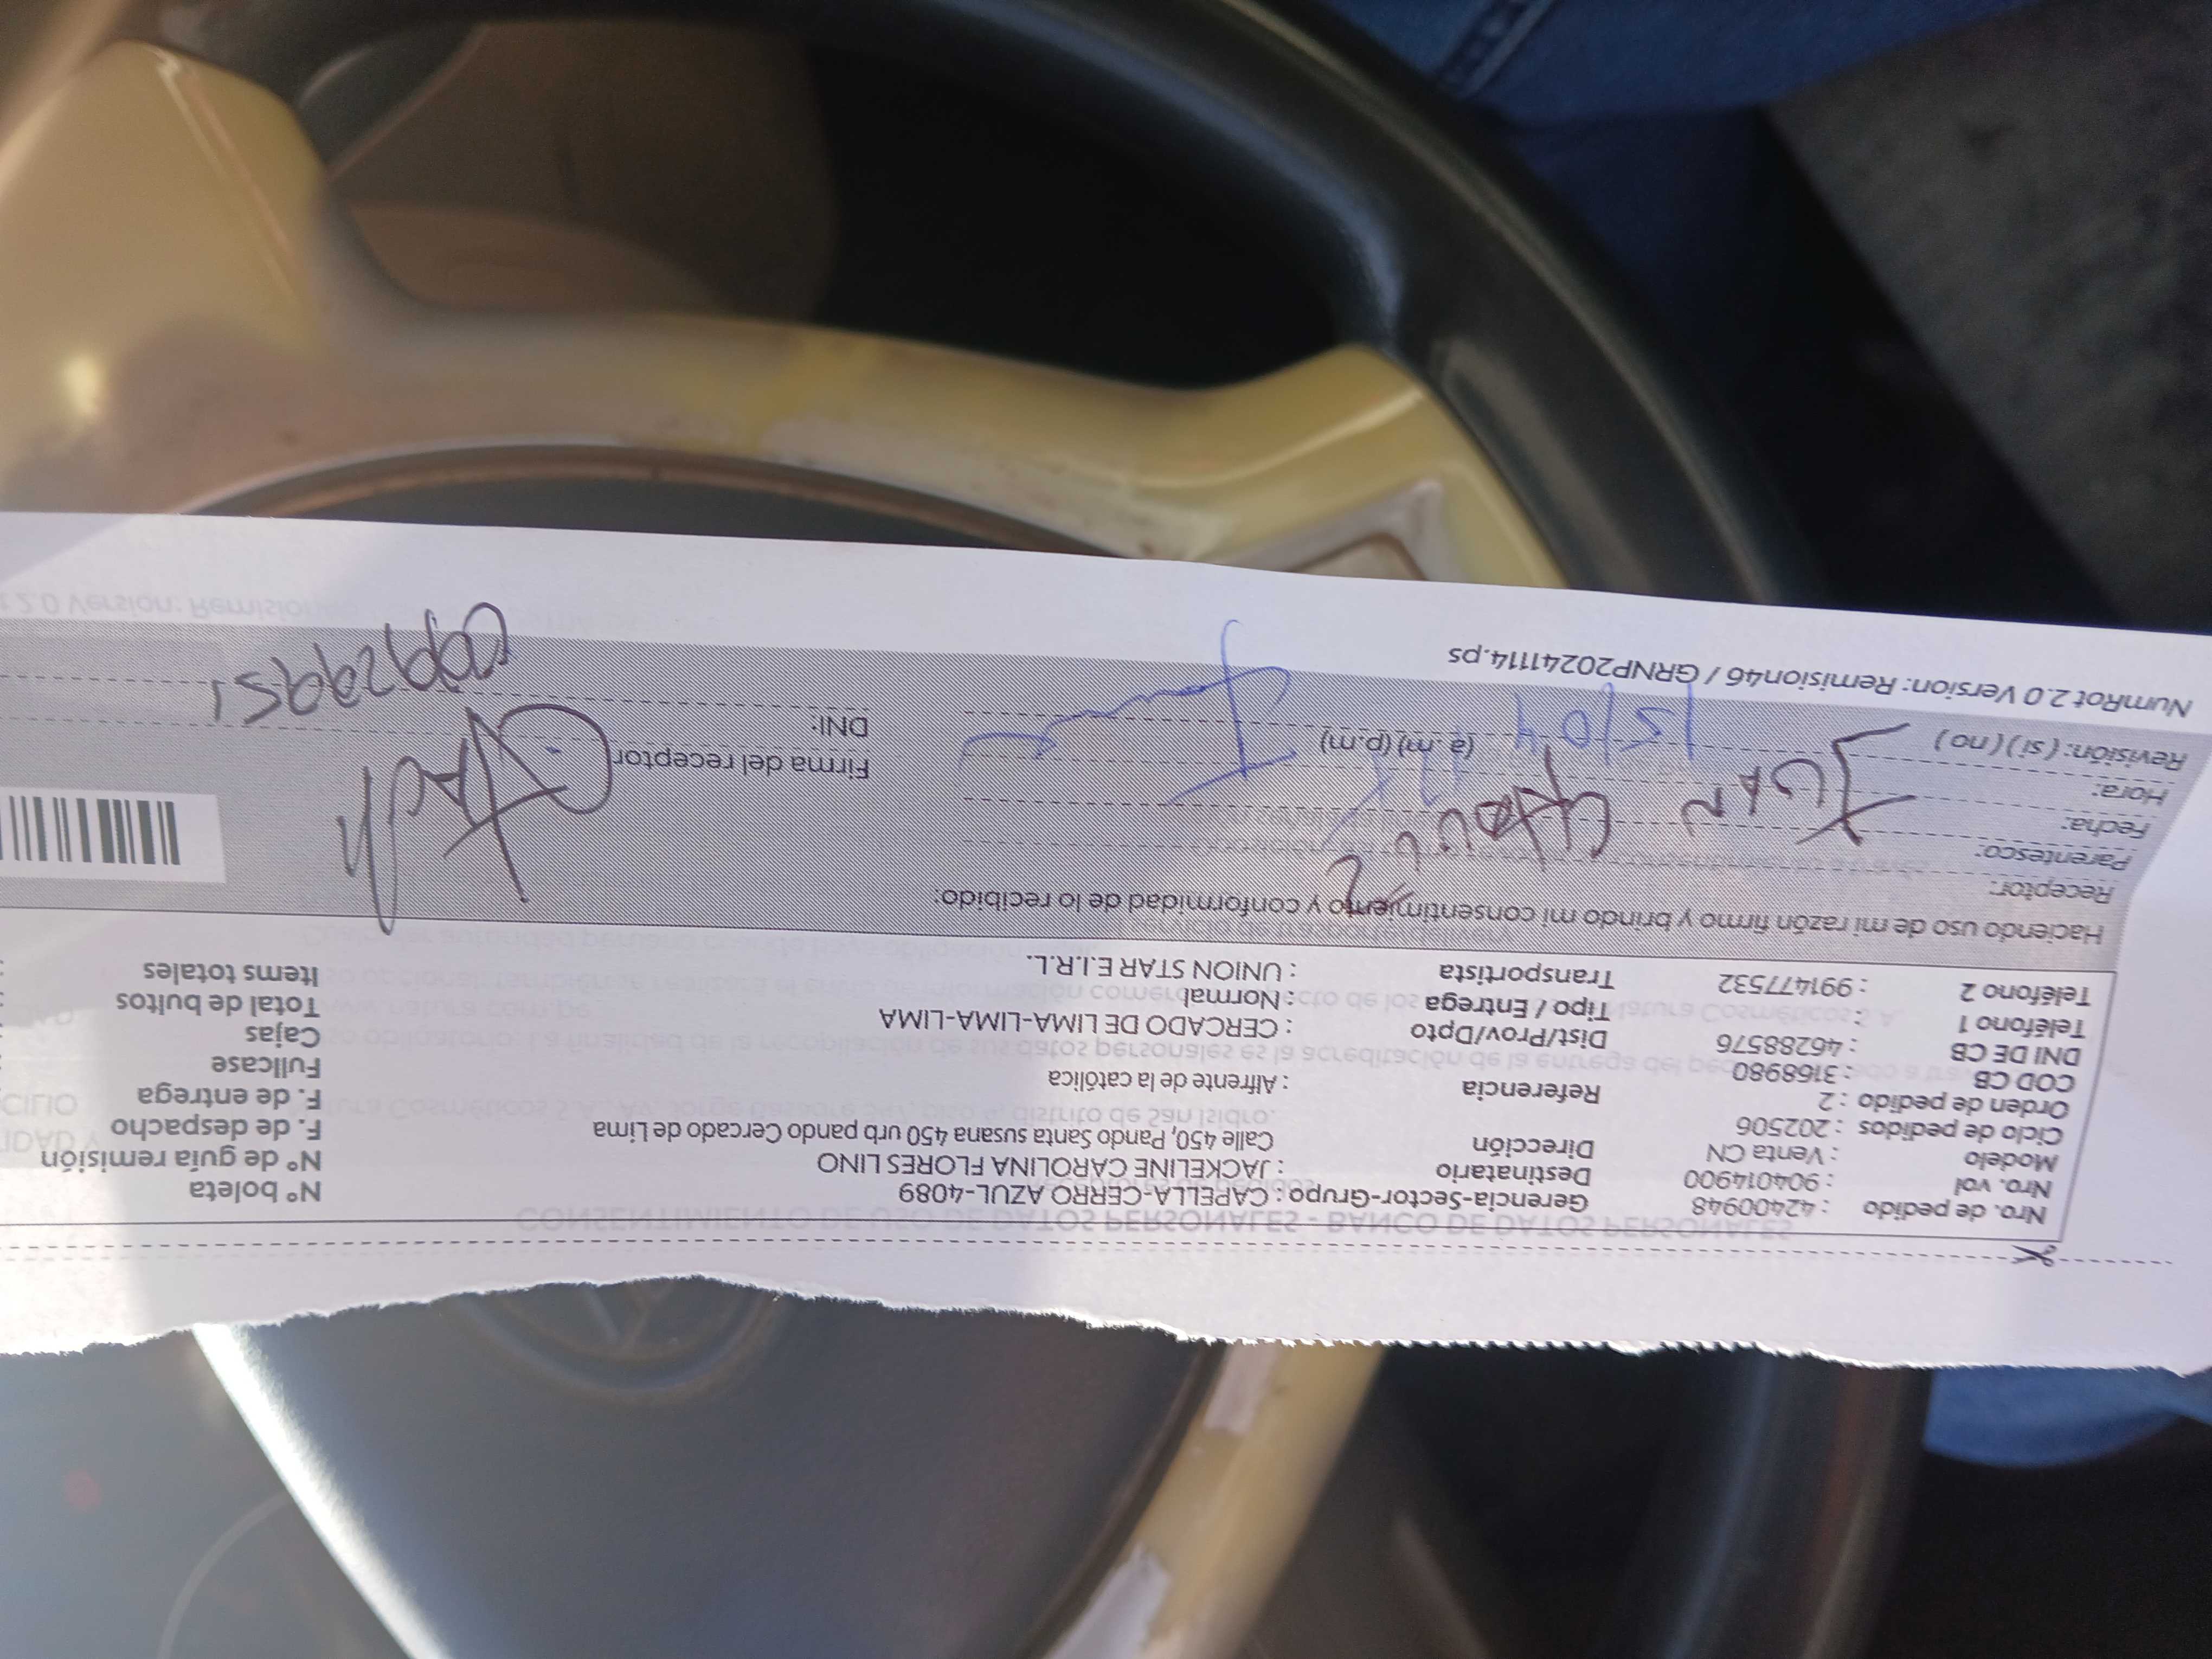 Nro. de pedido : 42400948 Gerencia-Sector-Grupo : CAPELLA-CERRO AZUL-4089 N° boleta
Nro. vol : 904014900 Destinatario : JACKELINE CAROLINA FLORES LINO N° de guía remisión
Modelo : Venta CN Dirección Calle 450, Pando Santa susana 450 urb pando Cercado de Lima F. de despacho
Ciclo de pedidos : 202506 F. de entrega
Orden de pedido : 2 Referencia : Alfrente de la católica Fullcase
COD CB : 3168980 Dist/Prov/Dpto : CERCADO DE LIMA-LIMA-LIMA Cajas
DNI DE CB : 46288576 Tipo / Entrega : Normal Total de bultos
Teléfono 1 : Transportista : UNION STAR E.I.R.L. Items totales
Teléfono 2 : 991477532
Haciendo uso de mi razón firmo y brindo mi consentimiento y conformidad de lo recibido:
Receptor:
Parentesco:
Fecha: JUAN
Hora: (a. m) (p.m) Firma del receptor
Revisión: ( si ) ( no ) 15/04 DNI:
NumRot 2.0 Version: Remision46 / GRNP20241114.ps